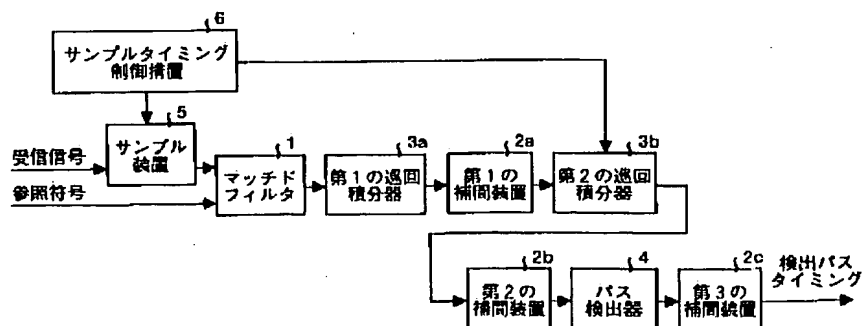 6
サンプルタイミング
制御措置
5
サンプル
装置
受信信号
参照符号
1
マッチド
フィルタ
3a
第1の巡回
積分器
2a
第1の
補間装置
3b
第2の巡回
積分器
2b
第2の
補間装置
4
パス
検出器
2c
第3の
補間装置
検出パス
タイミング